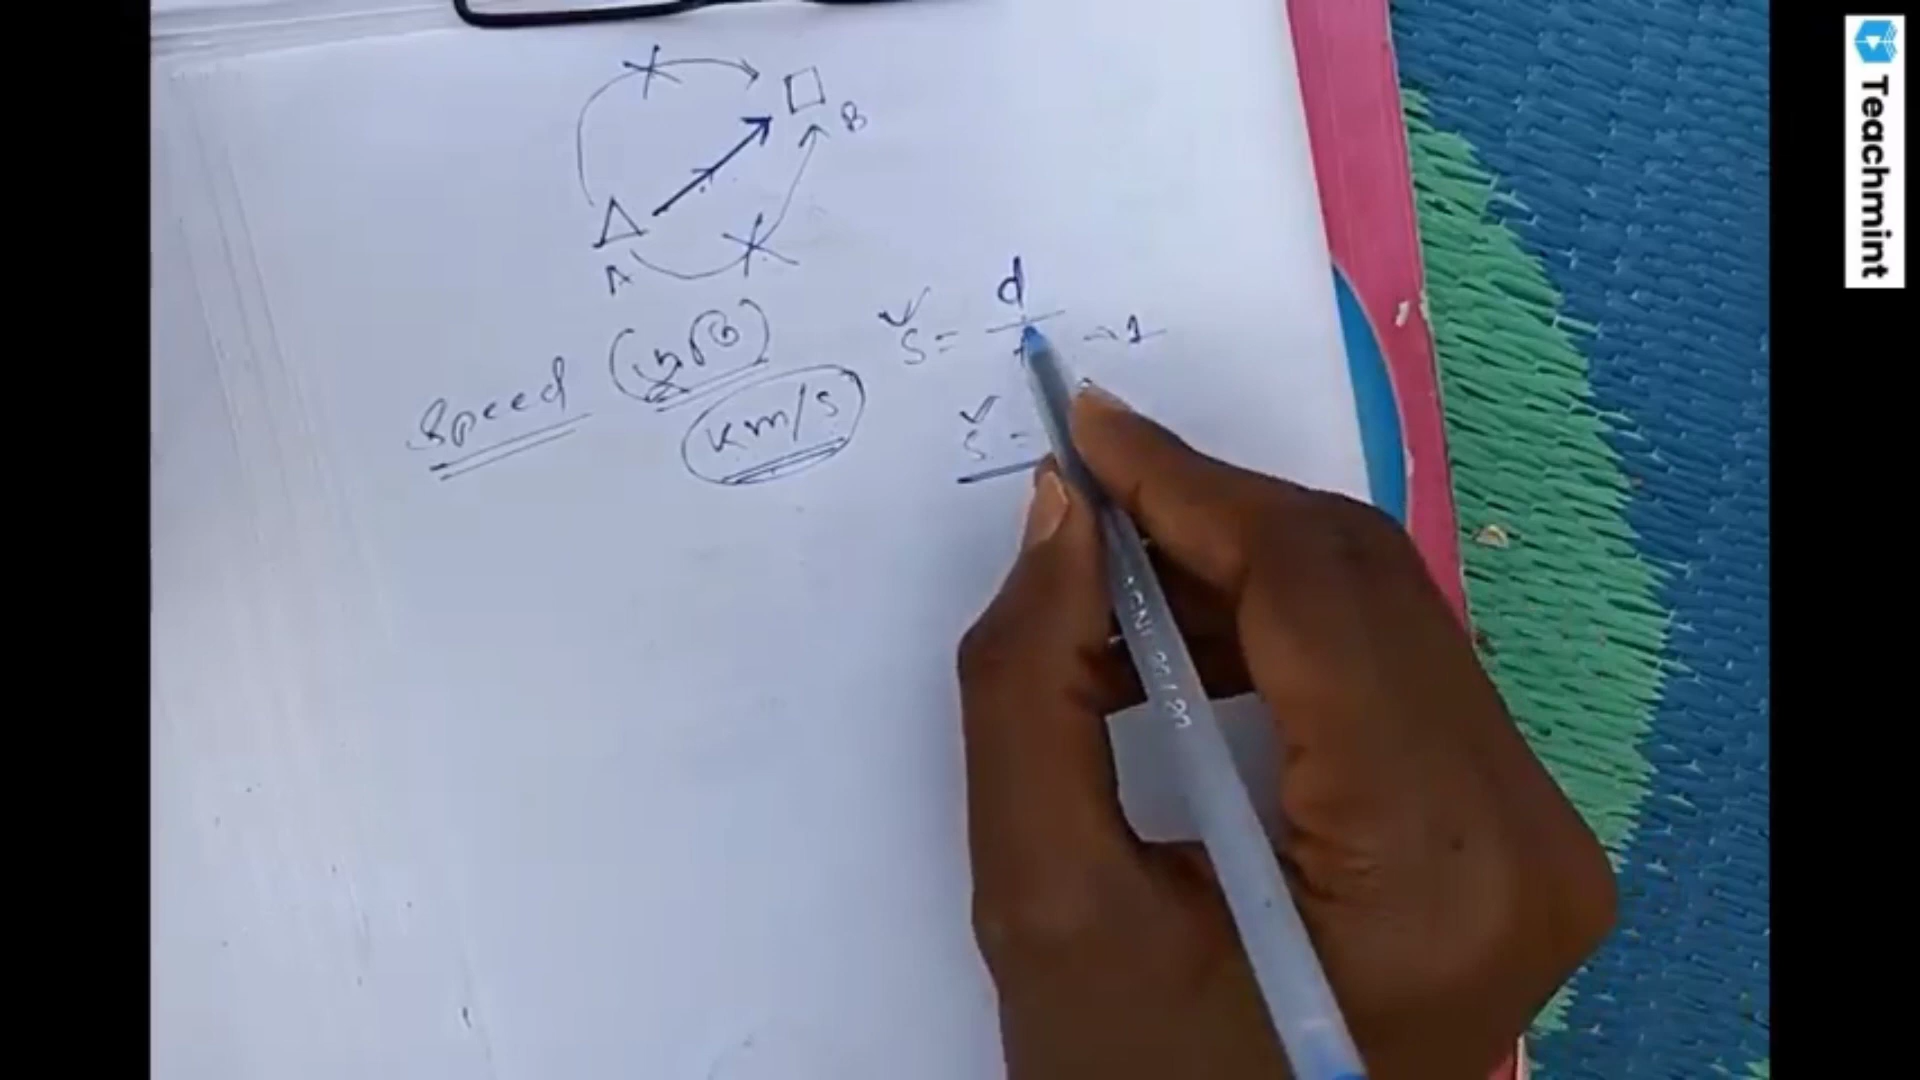 B
A
d
S = — → 1
t
Speed
km/s
S =
Teachmint